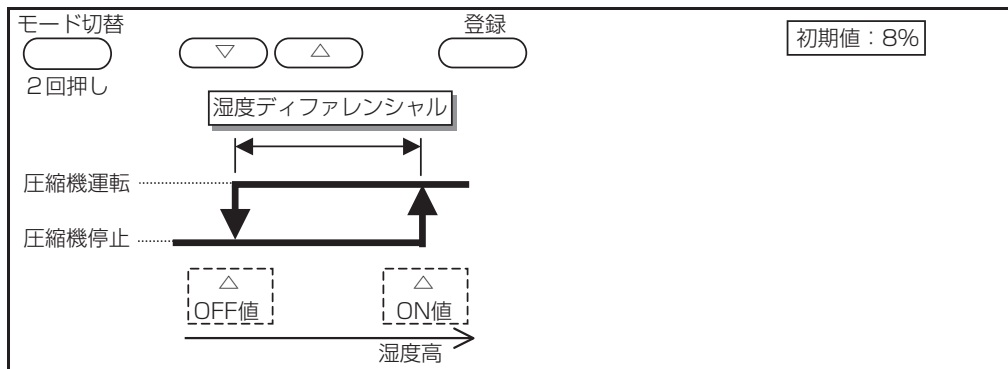 モード切替
登録
初期値：8%
▽
△
2回押し
湿度ディファレンシャル
圧縮機運転
圧縮機停止
△
△
OFF値
ON値
湿度高